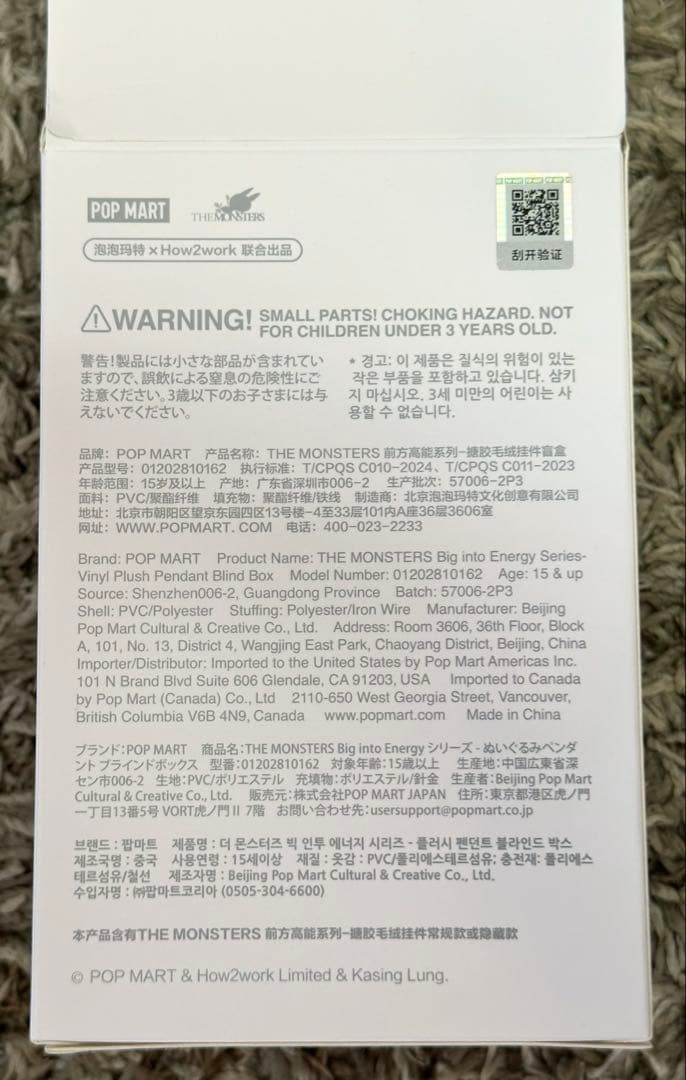 POP MART
THE MONSTERS
泡泡玛特 × How2work 联合出品
刮开验证
WARNING! SMALL PARTS! CHOKING HAZARD. NOT
FOR CHILDREN UNDER 3 YEARS OLD.
警告！製品には小さな部品が含まれてい
ますので、誤飲による窒息の危険性にご
注意ください。3歳以下のお子さまには与
えないでください。
* 경고: 이 제품은 질식의 위험이 있는
작은 부품을 포함하고 있습니다. 삼키
지 마십시오. 3세 미만의 어린이는 사
용할 수 없습니다.
品牌：POP MART 产品名称：THE MONSTERS 前方高能系列-搪胶毛绒挂件盲盒
产品型号：01202810162 执行标准：T/CPQS C010-2024、T/CPQS C011-2023
年龄范围：15岁及以上 产地：广东省深圳市006-2 生产批次：57006-2P3
面料：PVC/聚酯纤维 填充物：聚酯纤维/铁线 制造商：北京泡泡玛特文化创意有限公司
地址：北京市朝阳区望京东园四区13号楼-4至33层101内A座36层3606室
网址：WWW.POPMART.COM 电话：400-023-2233
Brand: POP MART Product Name: THE MONSTERS Big into Energy Series-
Vinyl Plush Pendant Blind Box Model Number: 01202810162 Age: 15 & up
Source: Shenzhen006-2, Guangdong Province Batch: 57006-2P3
Shell: PVC/Polyester Stuffing: Polyester/Iron Wire Manufacturer: Beijing
Pop Mart Cultural & Creative Co., Ltd. Address: Room 3606, 36th Floor, Block
A, 101, No. 13, District 4, Wangjing East Park, Chaoyang District, Beijing, China
Importer/Distributor: Imported to the United States by Pop Mart Americas Inc.
101 N Brand Blvd Suite 606 Glendale, CA 91203, USA Imported to Canada
by Pop Mart (Canada) Co., Ltd 2110-650 West Georgia Street, Vancouver,
British Columbia V6B 4N9, Canada www.popmart.com Made in China
ブランド：POP MART 商品名：THE MONSTERS Big into Energy シリーズ - ぬいぐるみペンダ
ント ブラインドボックス 型番：01202810162 対象年齢：15歳以上 生産地：中国広東省深
セン市006-2 生地：PVC/ポリエステル 充填物：ポリエステル/針金 生産者：Beijing Pop Mart
Cultural & Creative Co., Ltd. 販売元：株式会社POP MART JAPAN 住所：東京都港区虎ノ門
一丁目13番5号 VORT虎ノ門Ⅱ 7階 お問い合わせ先：usersupport@popmart.co.jp
브랜드 : 팝마트 제품명 : 더 몬스터즈 빅 인투 에너지 시리즈 - 플러시 펜던트 블라인드 박스
제조국명 : 중국 사용연령 : 15세이상 재질 : 옷감 : PVC/폴리에스테르섬유; 충전재: 폴리에스
테르섬유/철선 제조자명 : Beijing Pop Mart Cultural & Creative Co., Ltd.
수입자명 : ㈜팝마트코리아 (0505-304-6600)
本产品含有THE MONSTERS 前方高能系列-搪胶毛绒挂件常规款或隐藏款
© POP MART & How2work Limited & Kasing Lung.